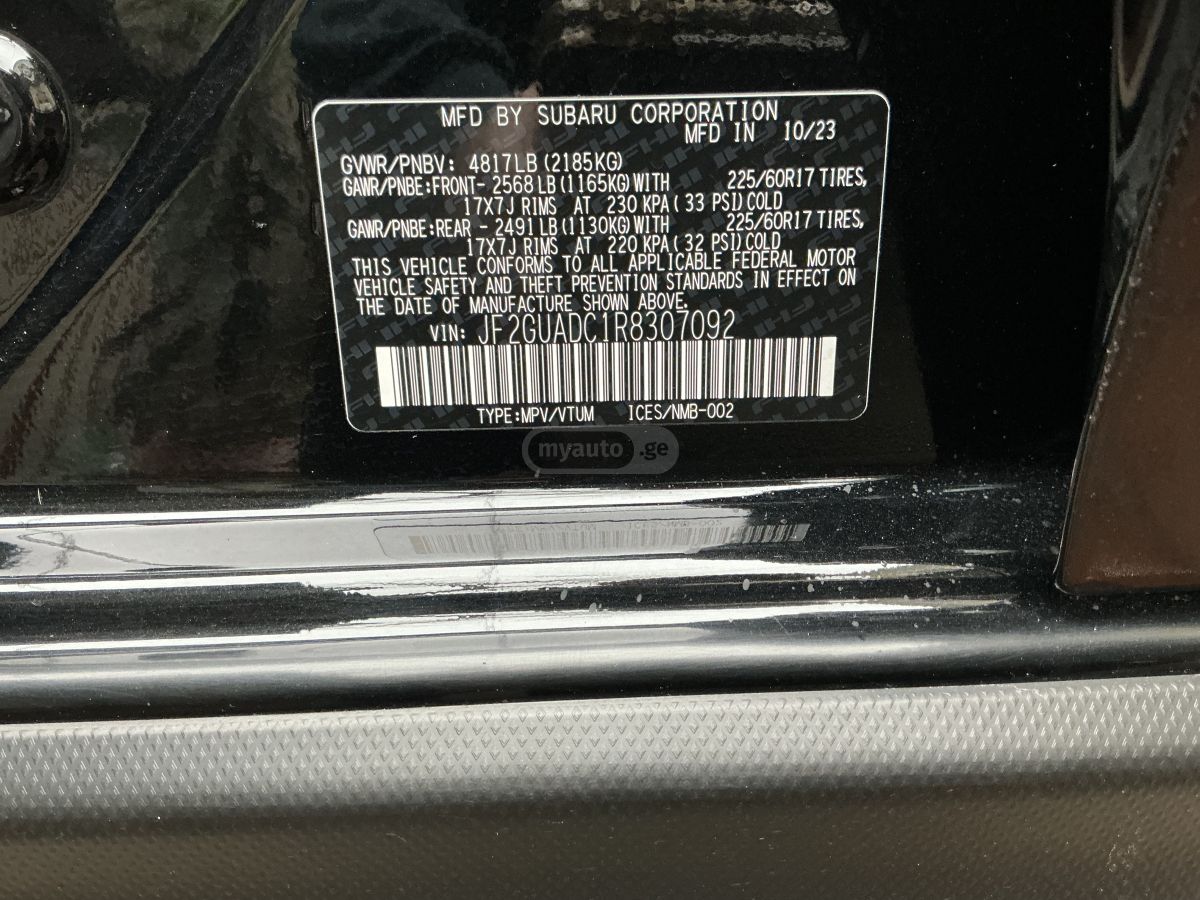 MFD BY SUBARU CORPORATION
MFD IN 10/23
GVWR/PNBV: 4817LB (2185KG)
GAWR/PNBE:FRONT- 2568LB (1165KG) WITH 225/60R17 TIRES,
17X7J RIMS AT 230 KPA ( 33 PSI) COLD
GAWR/PNBE:REAR - 2491LB (1130KG) WITH 225/60R17 TIRES,
17X7J RIMS AT 220 KPA ( 32 PSI) COLD
THIS VEHICLE CONFORMS TO ALL APPLICABLE FEDERAL MOTOR
VEHICLE SAFETY AND THEFT PREVENTION STANDARDS IN EFFECT ON
THE DATE OF MANUFACTURE SHOWN ABOVE.
VIN: JF2GUADC1R8307092
TYPE:MPV/VTUM ICES/NMB-002
myauto.ge